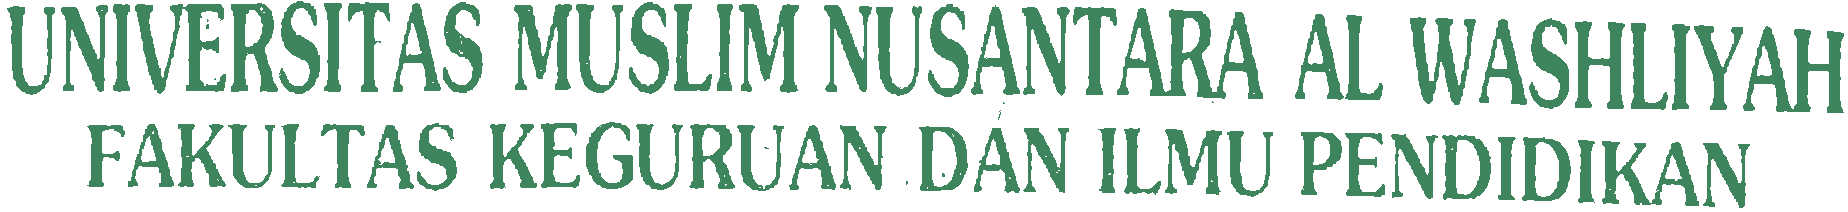 UNIVERSITAS MUSLIM NUSANTARA AL WASHLIYAH
FAKULTAS KEGURUAN DAN ILMU PENDIDIKAN